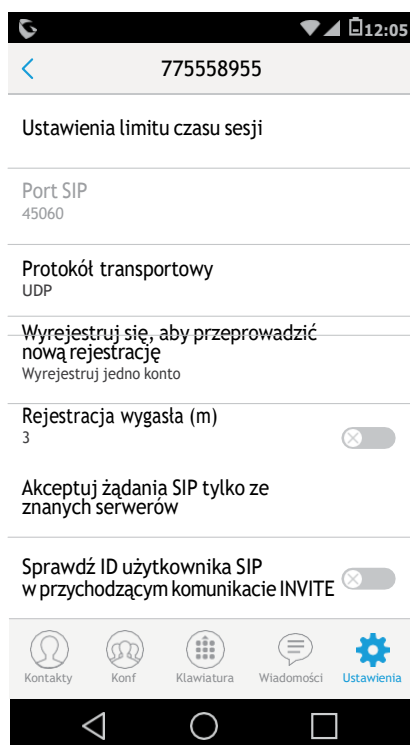 12:05
775558955
Ustawienia limitu czasu sesji
Port SIP
45060
Protokół transportowy
UDP
Wyrejestruj się, aby przeprowadzić
nową rejestrację
Wyrejestruj jedno konto
Rejestracja wygasła (m)
3
Akceptuj żądania SIP tylko ze
znanych serwerów
Sprawdź ID użytkownika SIP
w przychodzącym komunikacie INVITE
Kontakty Konf Klawiatura Wiadomości Ustawienia